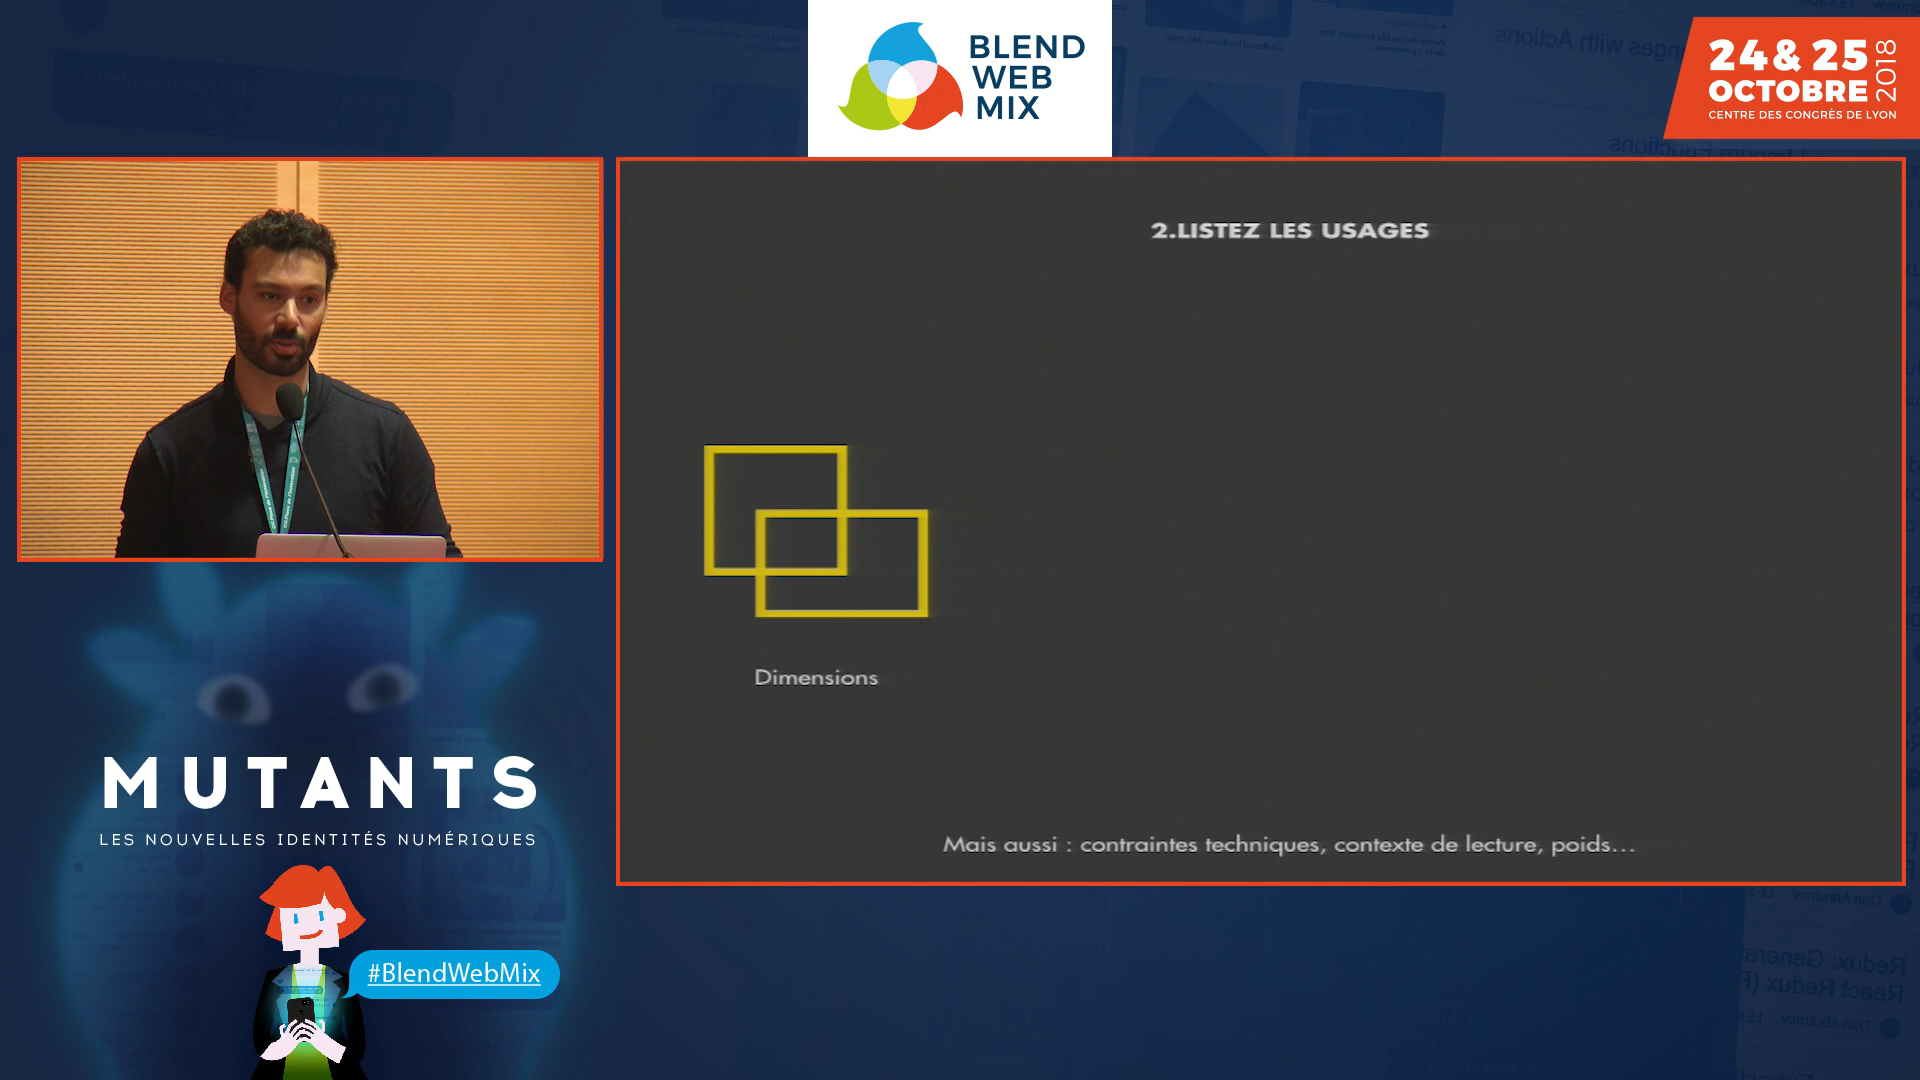 BLEND
WEB
MIX
24 & 25
OCTOBRE
2018
CENTRE DES CONGRÈS DE LYON
2.LISTEZ LES USAGES
Dimensions
Mais aussi : contraintes techniques, contexte de lecture, poids...
MUTANTS
LES NOUVELLES IDENTITÉS NUMÉRIQUES
#BlendWebMix